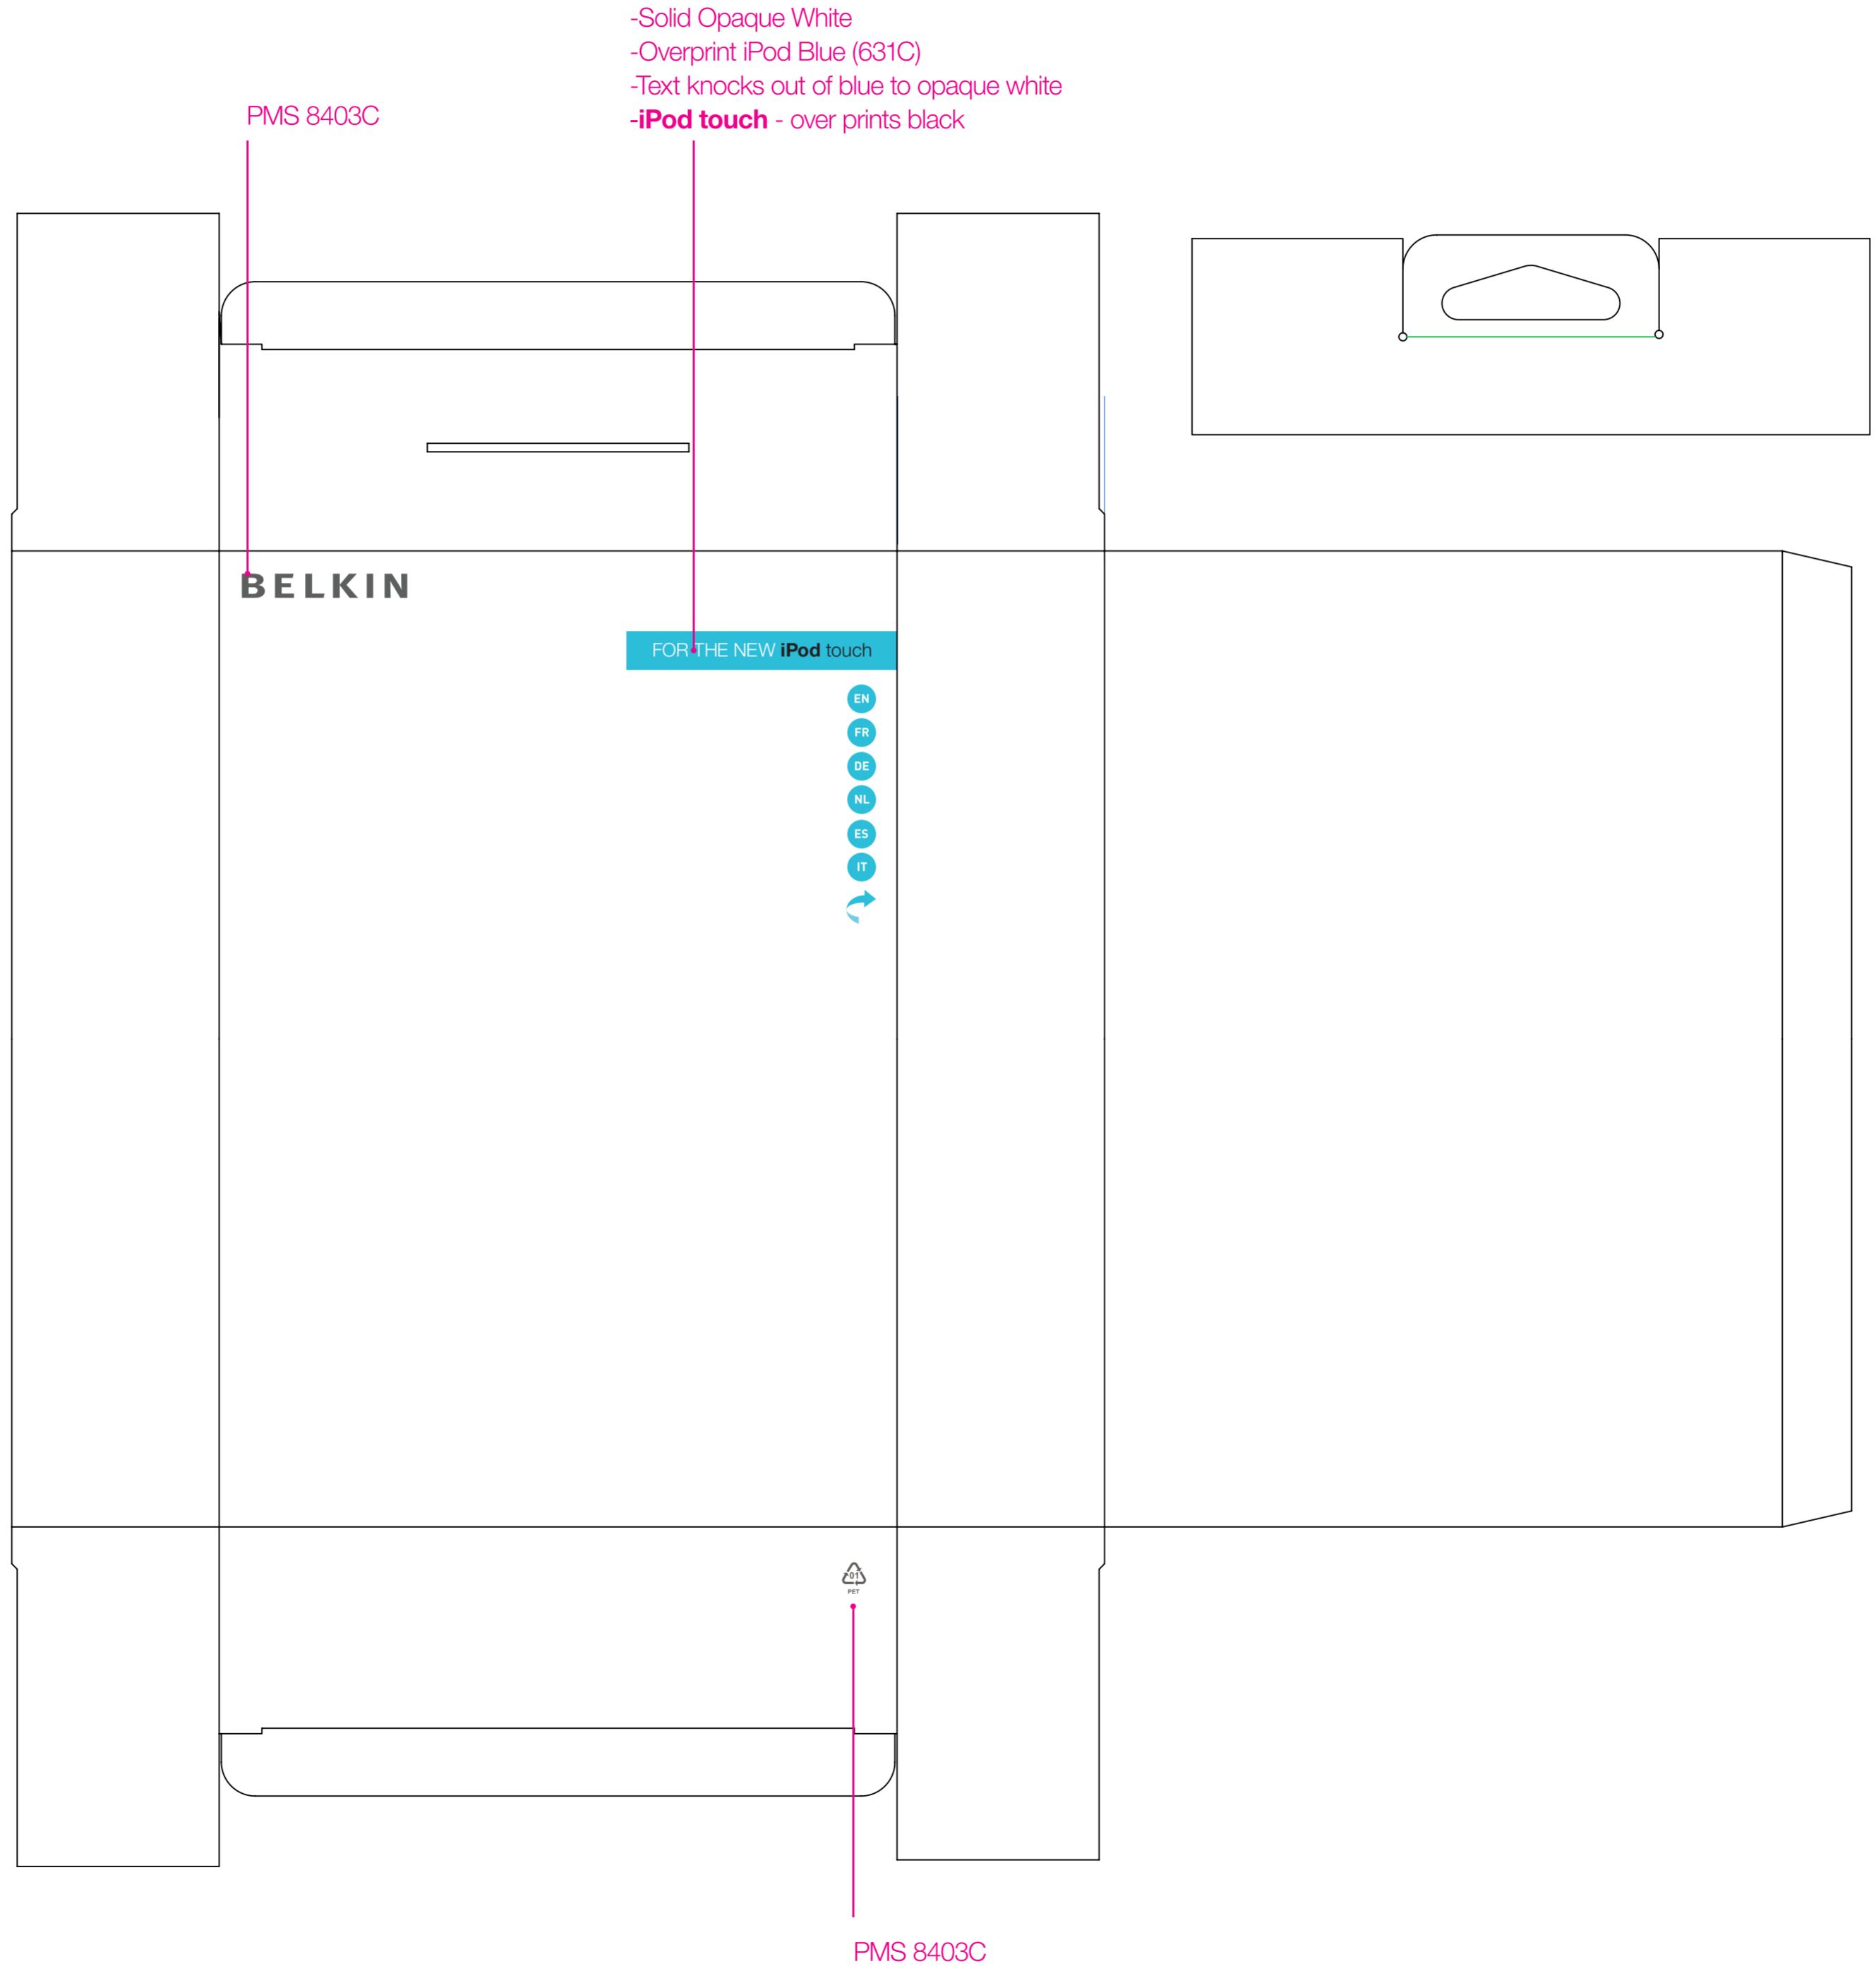 -Solid Opaque White
-Overprint iPod Blue (631C)
-Text knocks out of blue to opaque white
-iPod touch - over prints black
PMS 8403C
BELKIN
FOR THE NEW iPod touch
EN
FR
DE
NL
ES
IT
01
PET
PMS 8403C